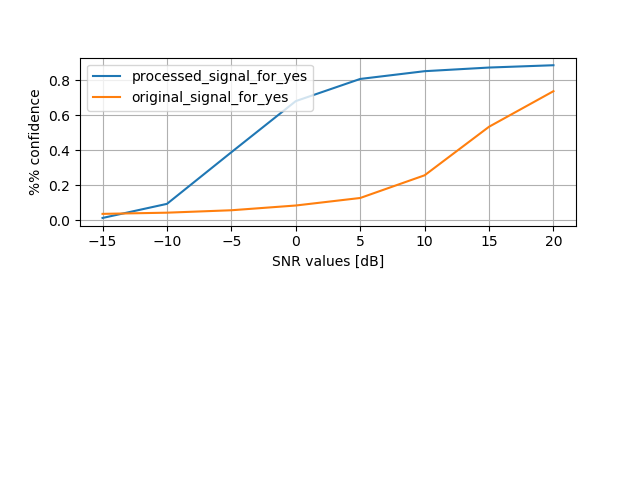 processed_signal_for_yes
original_signal_for_yes
%% confidence
0.8
0.6
0.4
0.2
0.0
−15 −10 −5 0 5 10 15 20
SNR values [dB]